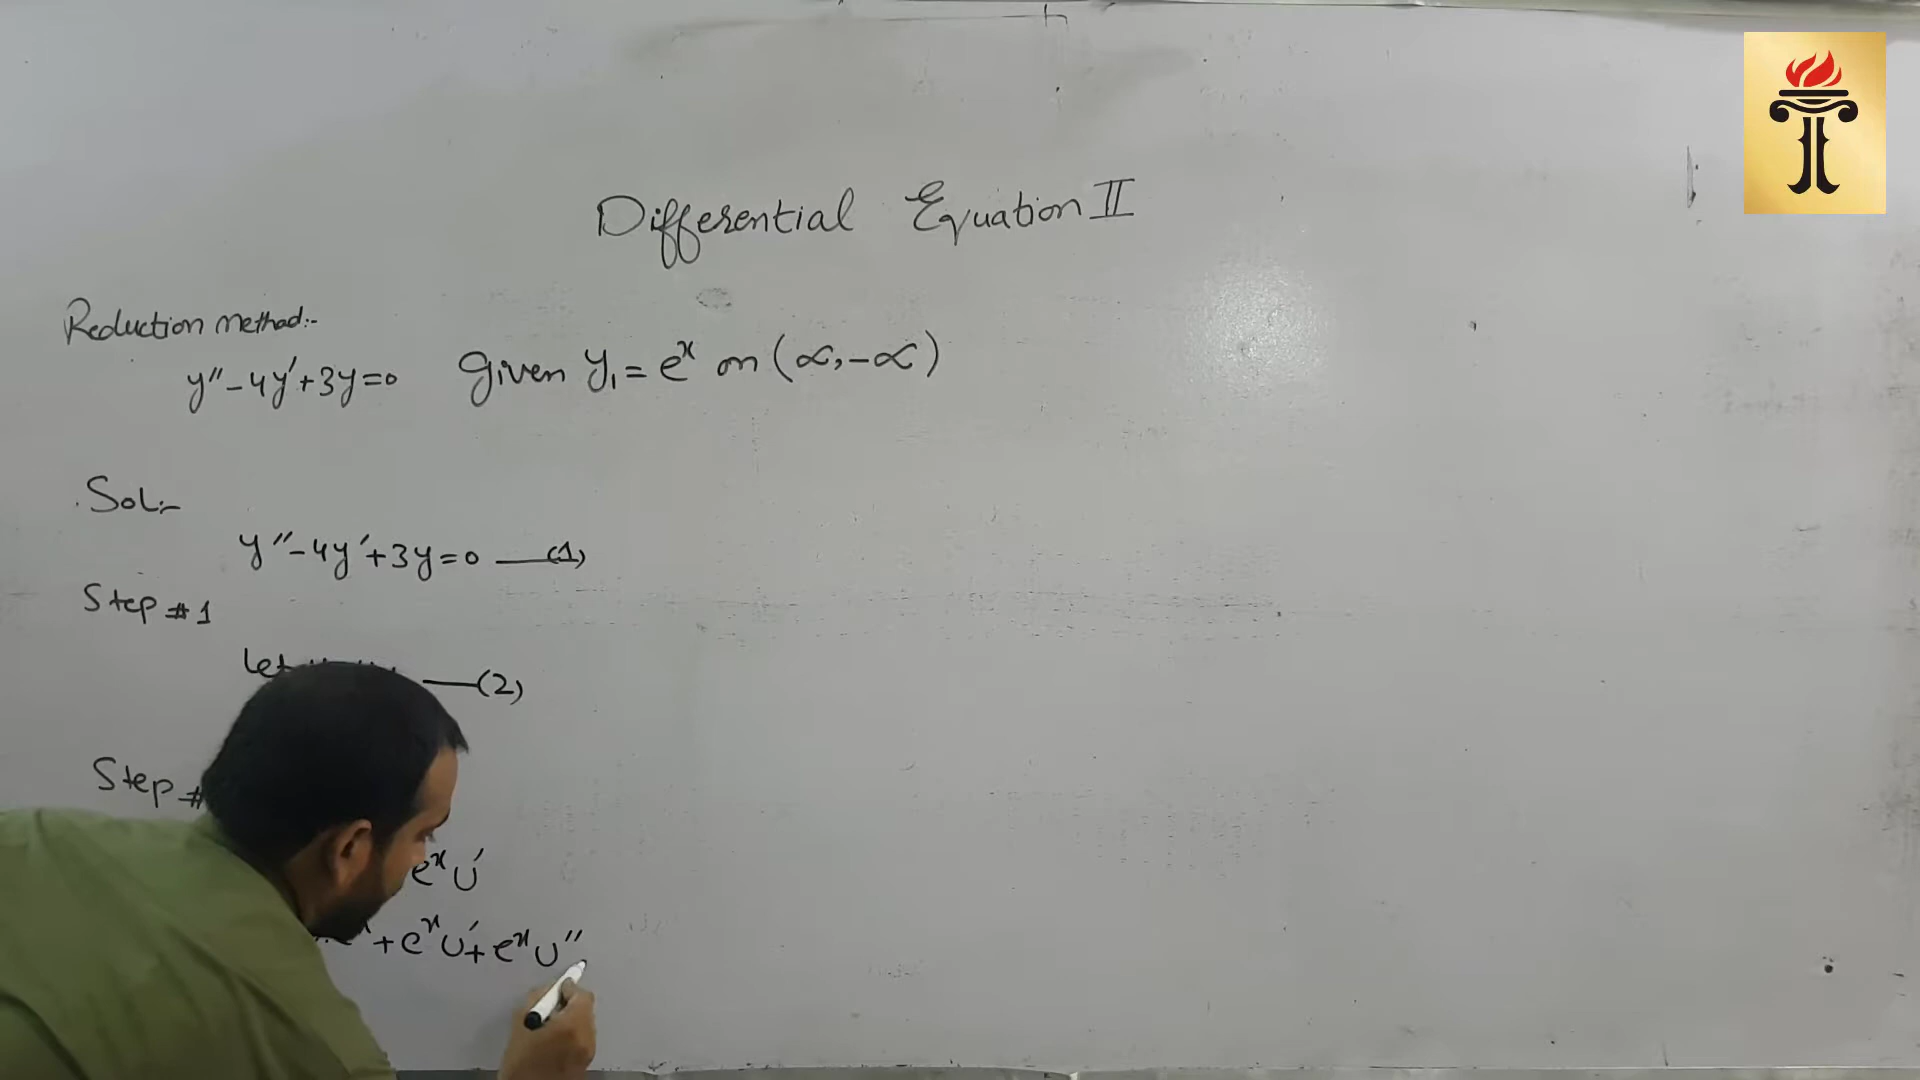 Differential Equation II
Reduction method:-
y''-4y'+3y=0 Given y₁=eˣ on (∝,-∝)
Sol:-
y''-4y'+3y=0 —(1)
Step #1
let —(2)
Step #
eˣu'
+eˣu'+eˣu''